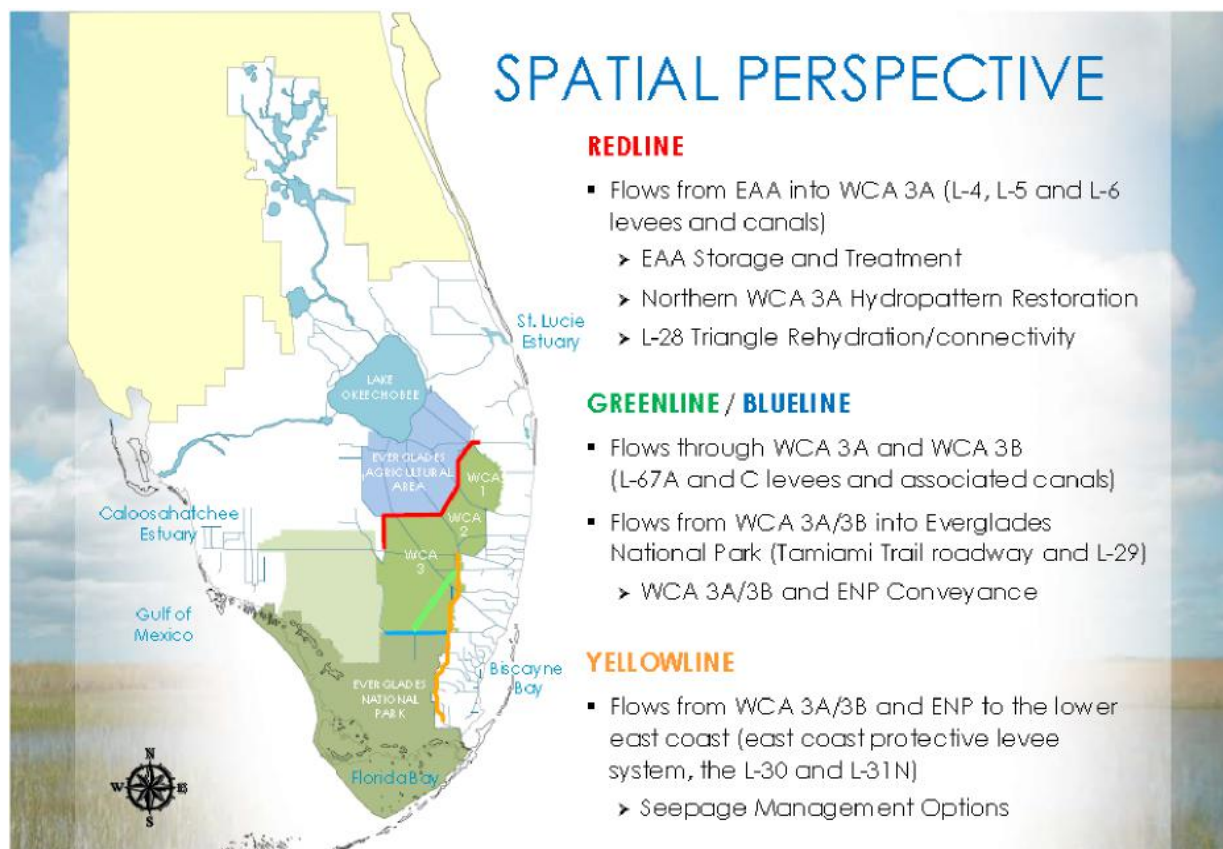 SPATIAL PERSPECTIVE
REDLINE
▪ Flows from EAA into WCA 3A (L-4, L-5 and L-6
levees and canals)
➤ EAA Storage and Treatment
➤ Northern WCA 3A Hydropattern Restoration
➤ L-28 Triangle Rehydration/connectivity
GREENLINE / BLUELINE
▪ Flows through WCA 3A and WCA 3B
(L-67A and C levees and associated canals)
▪ Flows from WCA 3A/3B into Everglades
National Park (Tamiami Trail roadway and L-29)
➤ WCA 3A/3B and ENP Conveyance
YELLOWLINE
▪ Flows from WCA 3A/3B and ENP to the lower
east coast (east coast protective levee
system, the L-30 and L-31N)
➤ Seepage Management Options
St. Lucie
Estuary
LAKE
OKEECHOBEE
EVERGLADES
AGRICULTURAL
AREA
WCA
1
WCA
2
WCA
3
Caloosahatchee
Estuary
Gulf of
Mexico
Biscayne
Bay
EVERGLADES
NATIONAL
PARK
Florida Bay
N
W
E
S